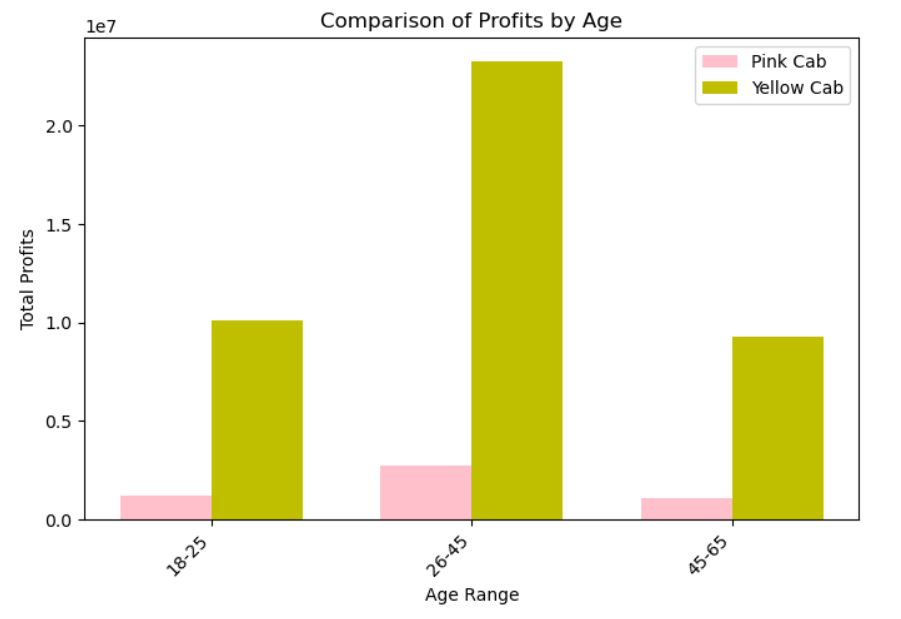 Comparison of Profits by Age
1e7
Pink Cab
Yellow Cab
2.0
1.5
1.0
0.5
0.0
Total Profits
18-25
26-45
45-65
Age Range